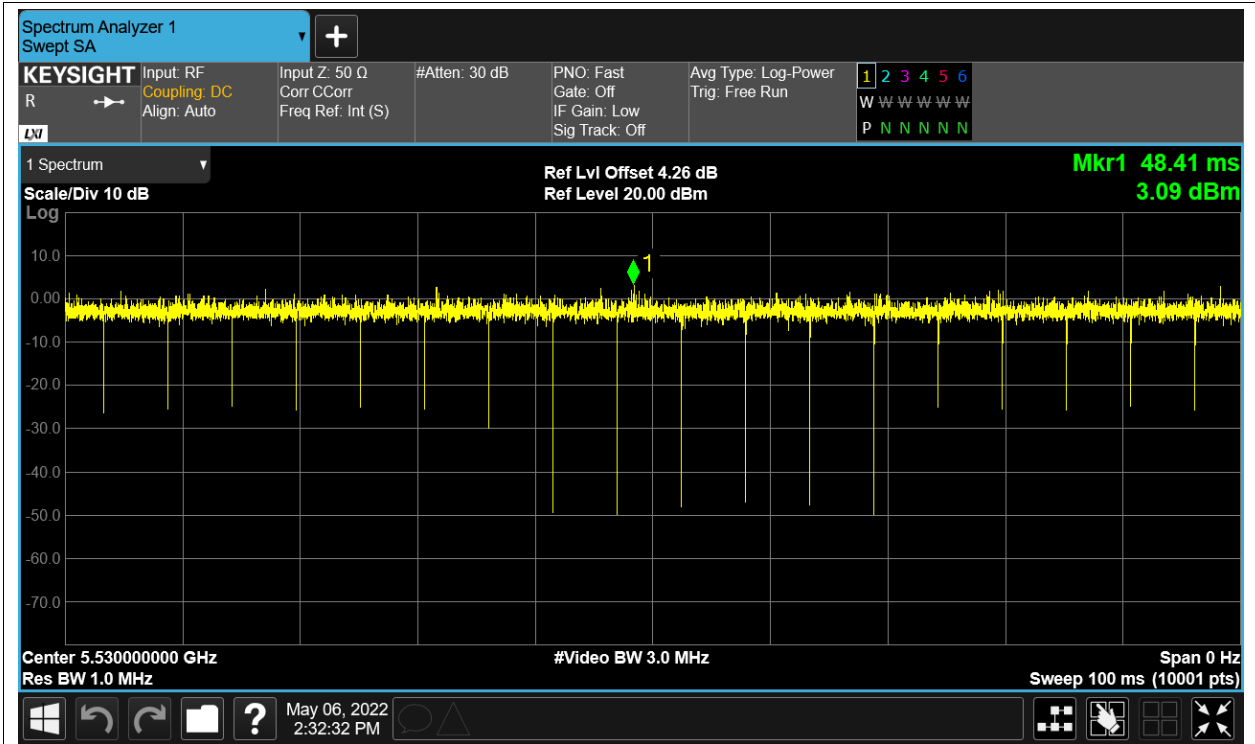 Spectrum Analyzer 1
Swept SA
KEYSIGHT
R
LXI
Input: RF
Coupling: DC
Align: Auto
Input Z: 50 Ω
Corr CCorr
Freq Ref: Int (S)
#Atten: 30 dB
PNO: Fast
Gate: Off
IF Gain: Low
Sig Track: Off
Avg Type: Log-Power
Trig: Free Run
1 2 3 4 5 6
W W W W W W
P N N N N N
1 Spectrum
Scale/Div 10 dB
Ref Lvl Offset 4.26 dB
Ref Level 20.00 dBm
Mkr1 48.41 ms
3.09 dBm
Log
10.0
0.00
-10.0
-20.0
-30.0
-40.0
-50.0
-60.0
-70.0
1
Center 5.530000000 GHz
Res BW 1.0 MHz
#Video BW 3.0 MHz
Span 0 Hz
Sweep 100 ms (10001 pts)
?
May 06, 2022
2:32:32 PM